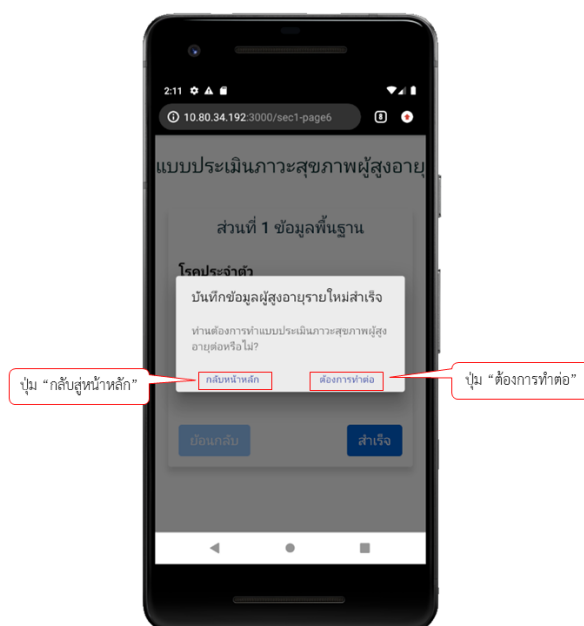 2:11
10.80.34.192:3000/sec1-page6
8
แบบประเมินภาวะสุขภาพผู้สูงอายุ
ส่วนที่ 1 ข้อมูลพื้นฐาน
โรคประจำตัว
บันทึกข้อมูลผู้สูงอายุรายใหม่สำเร็จ
ท่านต้องการทำแบบประเมินภาวะสุขภาพผู้สูง
อายุต่อหรือไม่?
กลับหน้าหลัก
ต้องการทำต่อ
ปุ่ม “กลับสู่หน้าหลัก”
ปุ่ม “ต้องการทำต่อ”
ย้อนกลับ
สำเร็จ